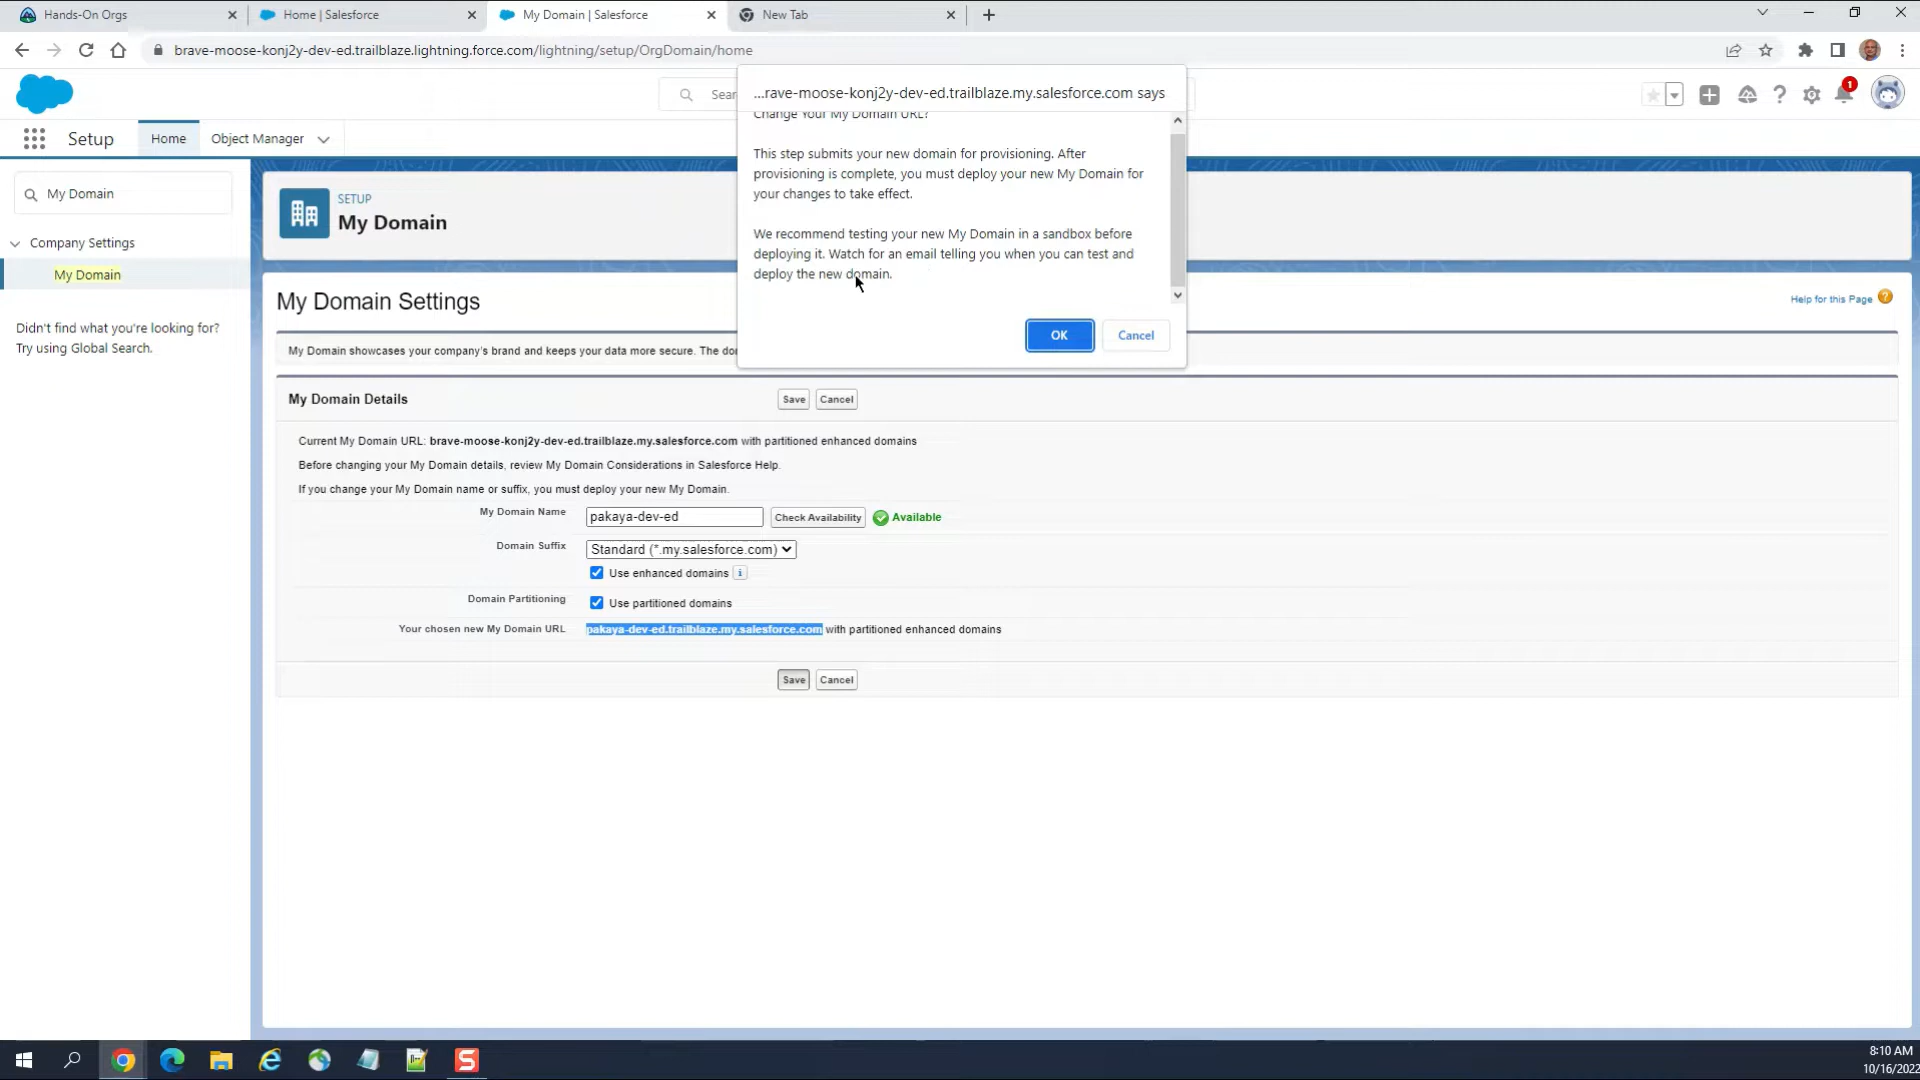 Hands-On Orgs
Home | Salesforce
My Domain | Salesforce
New Tab
brave-moose-konj2y-dev-ed.trailblaze.lightning.force.com/lightning/setup/OrgDomain/home
Sear
1
Setup
Home
Object Manager
...rave-moose-konj2y-dev-ed.trailblaze.my.salesforce.com says
Change Your My Domain URL?
This step submits your new domain for provisioning. After
provisioning is complete, you must deploy your new My Domain for
your changes to take effect.
We recommend testing your new My Domain in a sandbox before
deploying it. Watch for an email telling you when you can test and
deploy the new domain.
OK
Cancel
My Domain
Company Settings
My Domain
Didn't find what you're looking for?
Try using Global Search.
SETUP
My Domain
My Domain Settings
Help for this Page
My Domain showcases your company's brand and keeps your data more secure. The do
My Domain Details
Save
Cancel
Current My Domain URL: brave-moose-konj2y-dev-ed.trailblaze.my.salesforce.com with partitioned enhanced domains
Before changing your My Domain details, review My Domain Considerations in Salesforce Help.
If you change your My Domain name or suffix, you must deploy your new My Domain.
My Domain Name
pakaya-dev-ed
Check Availability
Available
Domain Suffix
Standard (*.my.salesforce.com)
Use enhanced domains
Domain Partitioning
Use partitioned domains
Your chosen new My Domain URL
pakaya-dev-ed.trailblaze.my.salesforce.com with partitioned enhanced domains
Save
Cancel
8:10 AM
10/16/2022